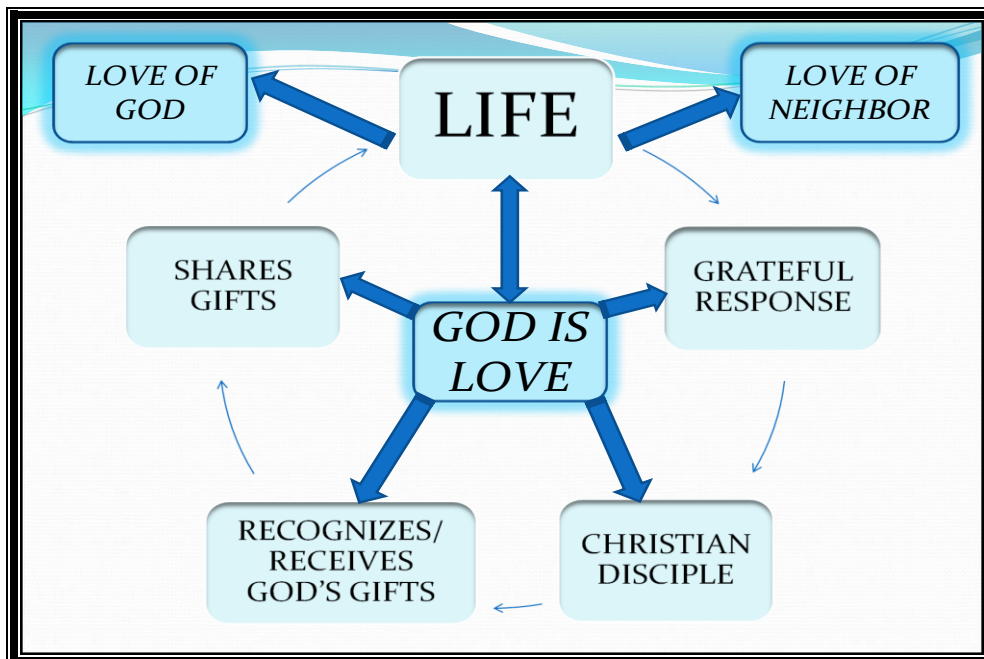 LOVE OF
GOD
LIFE
LOVE OF
NEIGHBOR
SHARES
GIFTS
GRATEFUL
RESPONSE
GOD IS
LOVE
RECOGNIZES/
RECEIVES
GOD'S GIFTS
CHRISTIAN
DISCIPLE